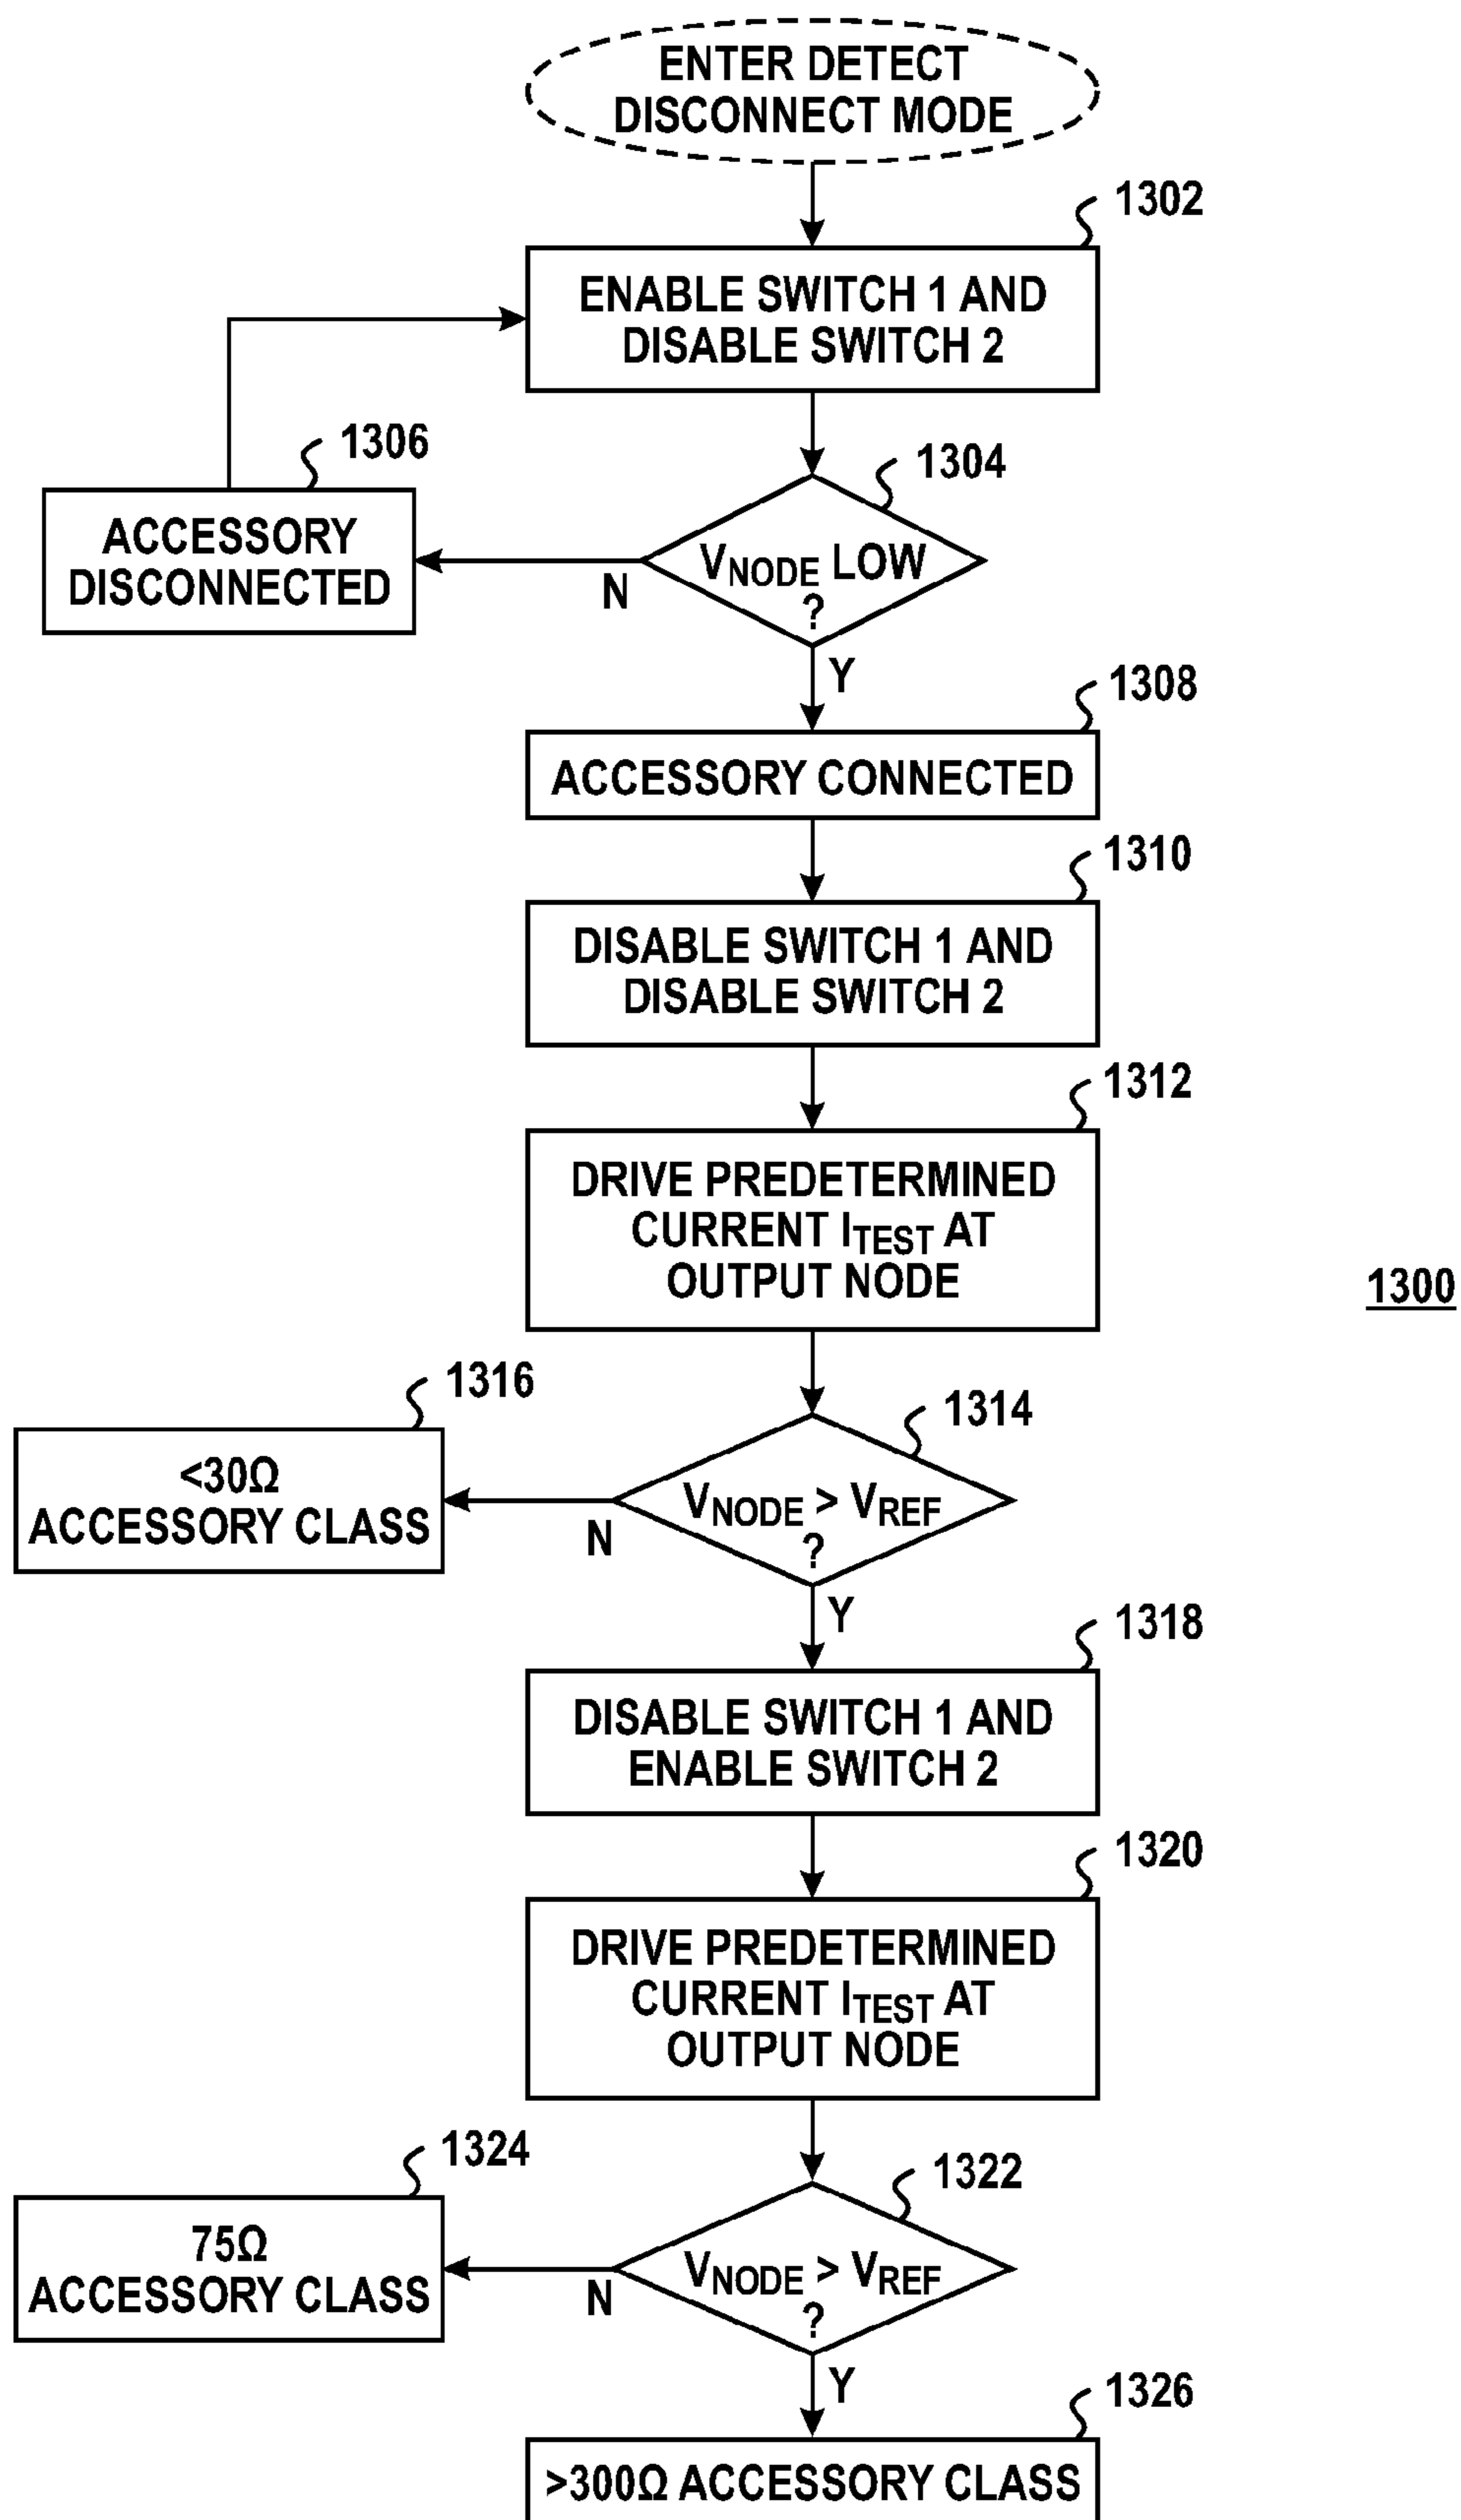 ENTER DETECT
DISCONNECT MODE
1302
ENABLE SWITCH 1 AND
DISABLE SWITCH 2
1306
ACCESSORY
DISCONNECTED
1304
VNODE LOW
?
N
Y
1308
ACCESSORY CONNECTED
1310
DISABLE SWITCH 1 AND
DISABLE SWITCH 2
1312
DRIVE PREDETERMINED
CURRENT ITEST AT
OUTPUT NODE
1300
1316
<30Ω
ACCESSORY CLASS
1314
VNODE > VREF
?
N
Y
1318
DISABLE SWITCH 1 AND
ENABLE SWITCH 2
1320
DRIVE PREDETERMINED
CURRENT ITEST AT
OUTPUT NODE
1324
75Ω
ACCESSORY CLASS
1322
VNODE > VREF
?
N
Y
1326
>300Ω ACCESSORY CLASS